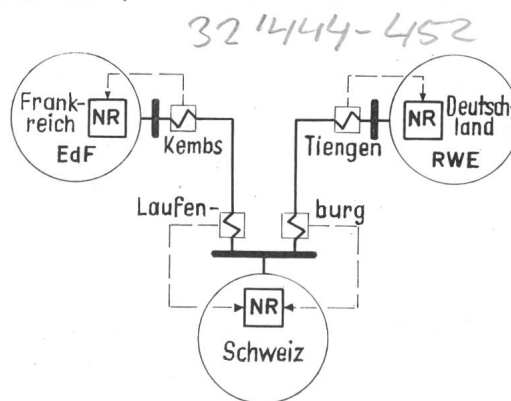 32'444-452
Frank-
reich
NR
EdF
Kembs
Tiengen
NR
Deutsch-
land
RWE
Laufen-
burg
NR
Schweiz